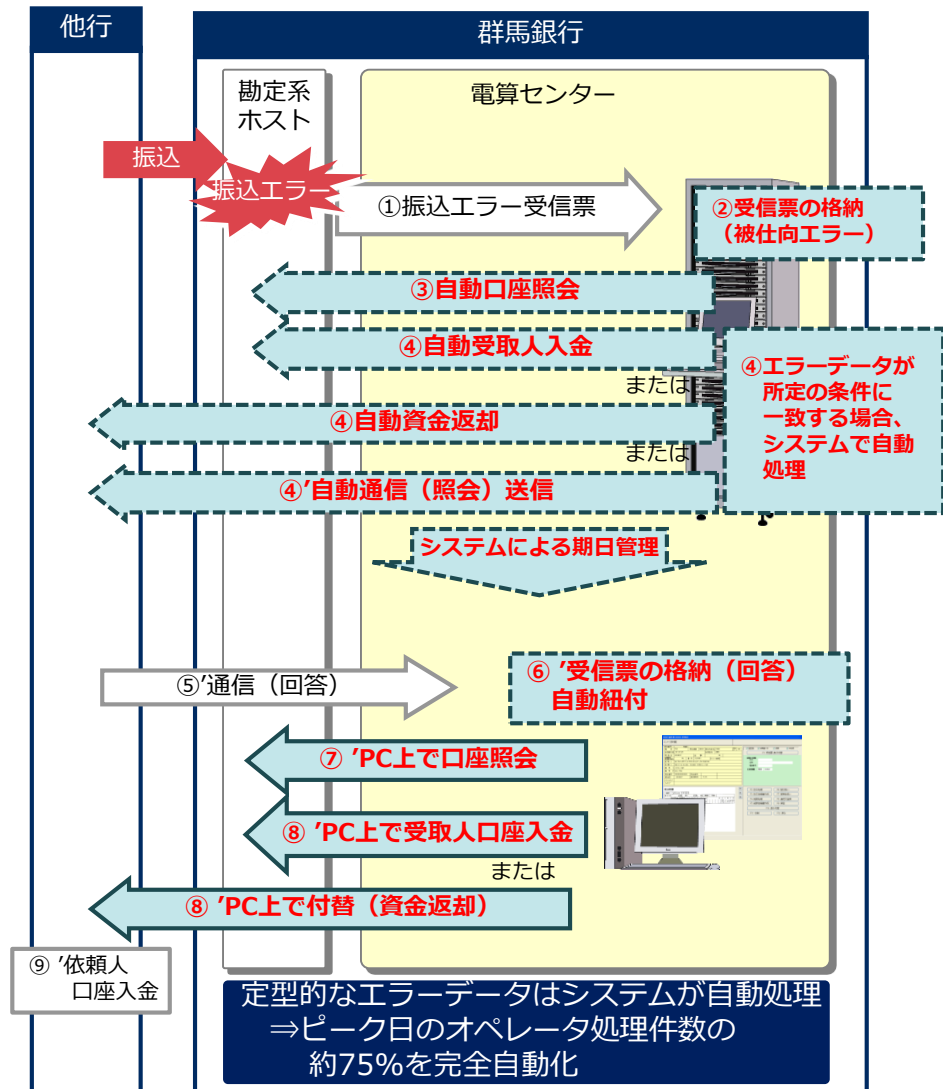 他行
群馬銀行
勘定系
ホスト
電算センター
振込
振込エラー
①振込エラー受信票
②受信票の格納
（被仕向エラー）
③自動口座照会
④自動受取人入金
または
④自動資金返却
または
④エラーデータが
所定の条件に
一致する場合、
システムで自動
処理
④’自動通信（照会）送信
システムによる期日管理
⑤’通信（回答）
⑥ ’受信票の格納（回答）
自動紐付
⑦ ’PC上で口座照会
⑧ ’PC上で受取人口座入金
または
⑧ ’PC上で付替（資金返却）
⑨ ’依頼人
口座入金
定型的なエラーデータはシステムが自動処理
⇒ピーク日のオペレータ処理件数の
約75%を完全自動化